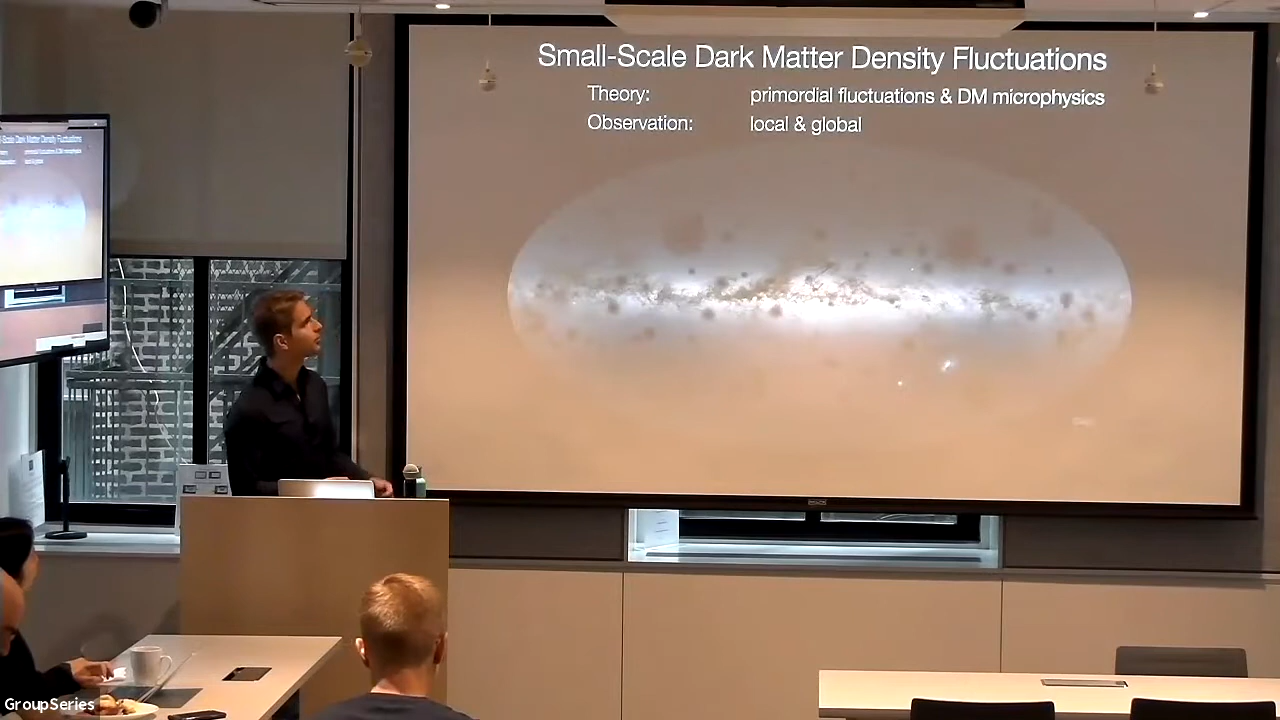 Small-Scale Dark Matter Density Fluctuations
Theory: primordial fluctuations & DM microphysics
Observation: local & global
GroupSeries